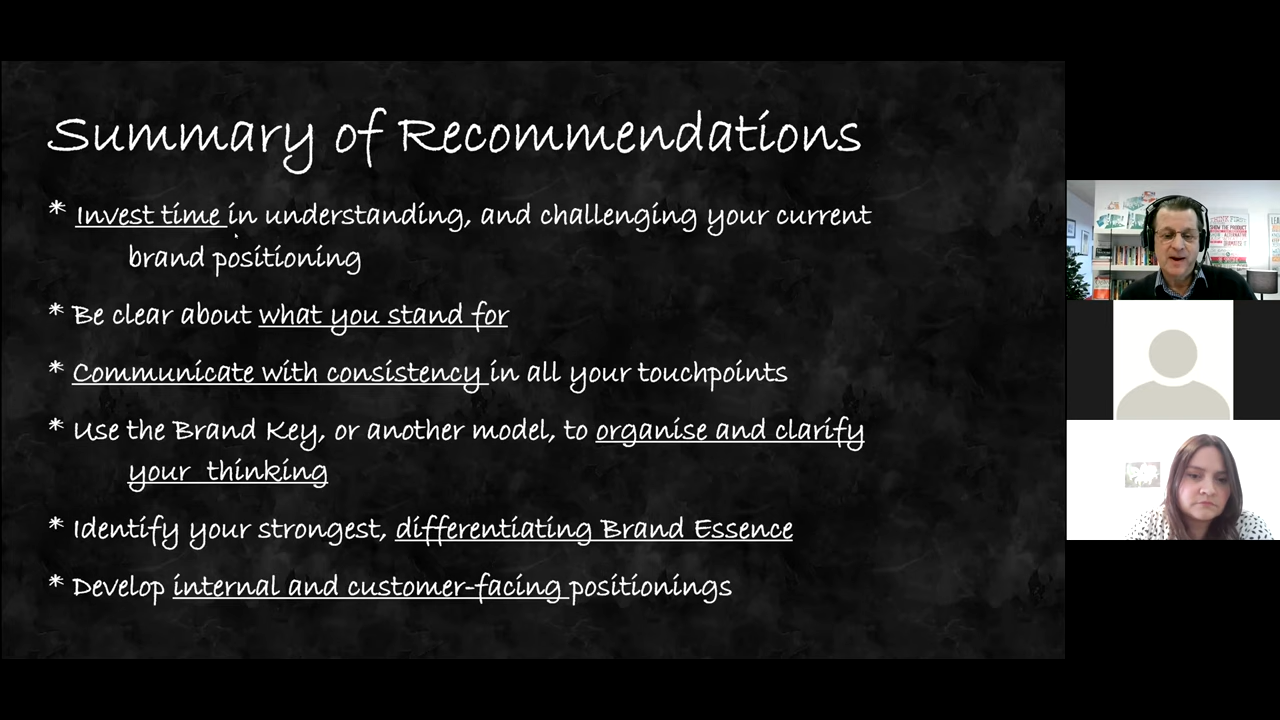 Summary of Recommendations
* Invest time in understanding, and challenging your current
brand positioning
* Be clear about what you stand for
* Communicate with consistency in all your touchpoints
* Use the Brand Key, or another model, to organise and clarify
your thinking
* Identify your strongest, differentiating Brand Essence
* Develop internal and customer-facing positionings